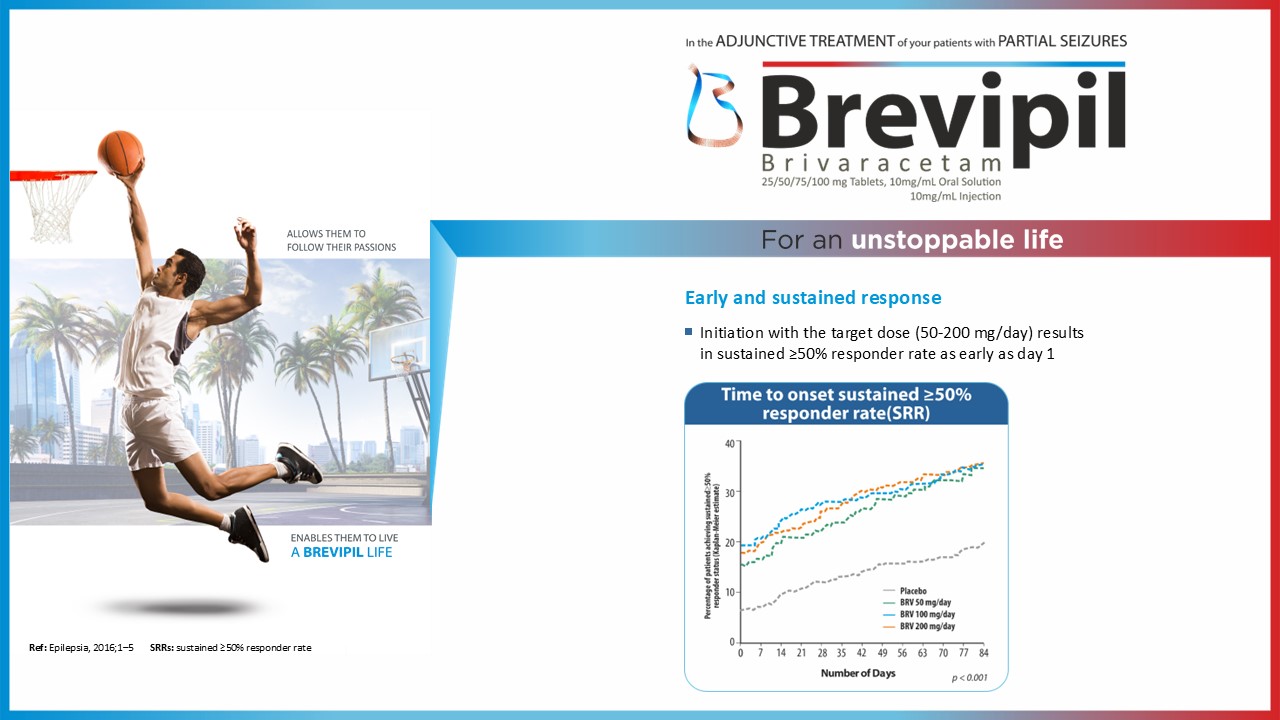 In the ADJUNCTIVE TREATMENT of your patients with PARTIAL SEIZURES
Brevipil
Brivaracetam
25/50/75/100 mg Tablets, 10mg/mL Oral Solution
10mg/mL Injection
For an unstoppable life
ALLOWS THEM TO
FOLLOW THEIR PASSIONS
ENABLES THEM TO LIVE
A BREVIPIL LIFE
Early and sustained response
Initiation with the target dose (50-200 mg/day) results
in sustained ≥50% responder rate as early as day 1
Time to onset sustained ≥50%
responder rate(SRR)
Percentage of patients achieving sustained≥50%
responder status (Kaplan-Meier estimate)
40
30
20
10
0
Placebo
BRV 50 mg/day
BRV 100 mg/day
BRV 200 mg/day
0 7 14 21 28 35 42 49 56 63 70 77 84
Number of Days
p < 0.001
Ref: Epilepsia, 2016;1–5 SRRs: sustained ≥50% responder rate